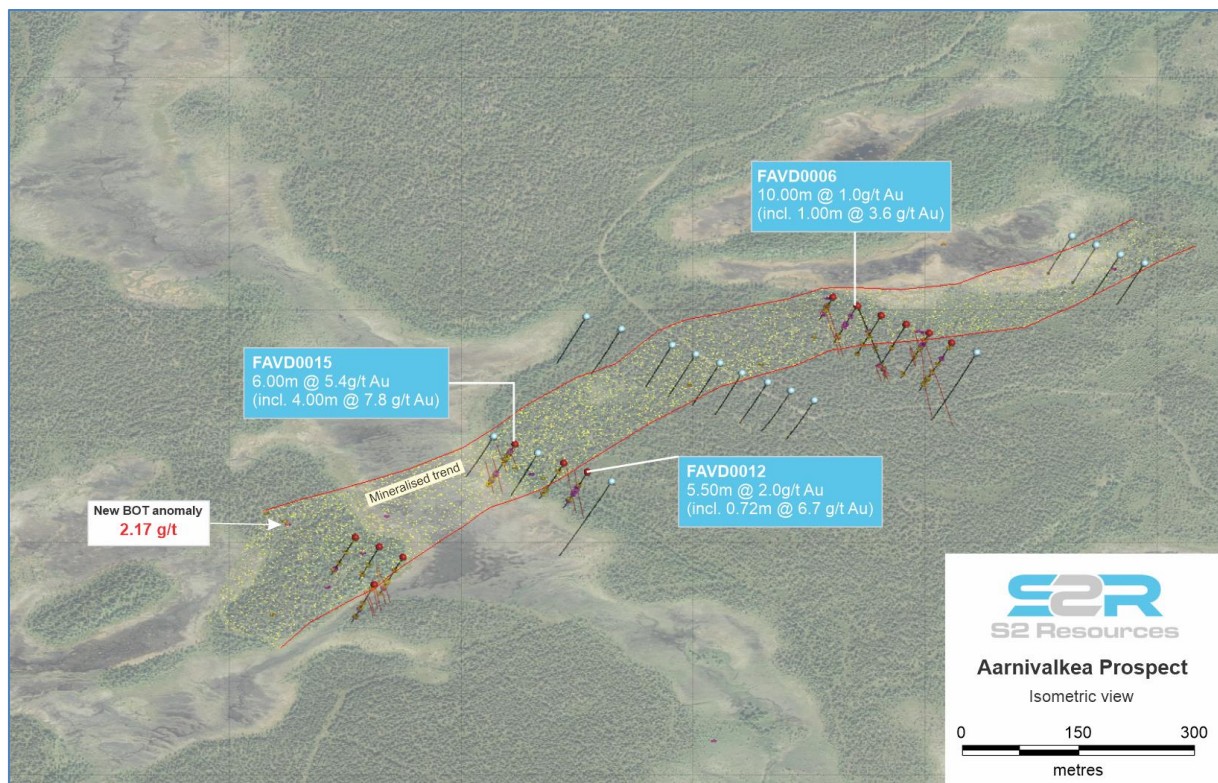 FAVD0006
10.00m @ 1.0g/t Au
(incl. 1.00m @ 3.6 g/t Au)
FAVD0015
6.00m @ 5.4g/t Au
(incl. 4.00m @ 7.8 g/t Au)
Mineralised trend
FAVD0012
5.50m @ 2.0g/t Au
(incl. 0.72m @ 6.7 g/t Au)
New BOT anomaly
2.17 g/t
S2R
S2 Resources
Aarnivalkea Prospect
Isometric view
0 150 300
metres